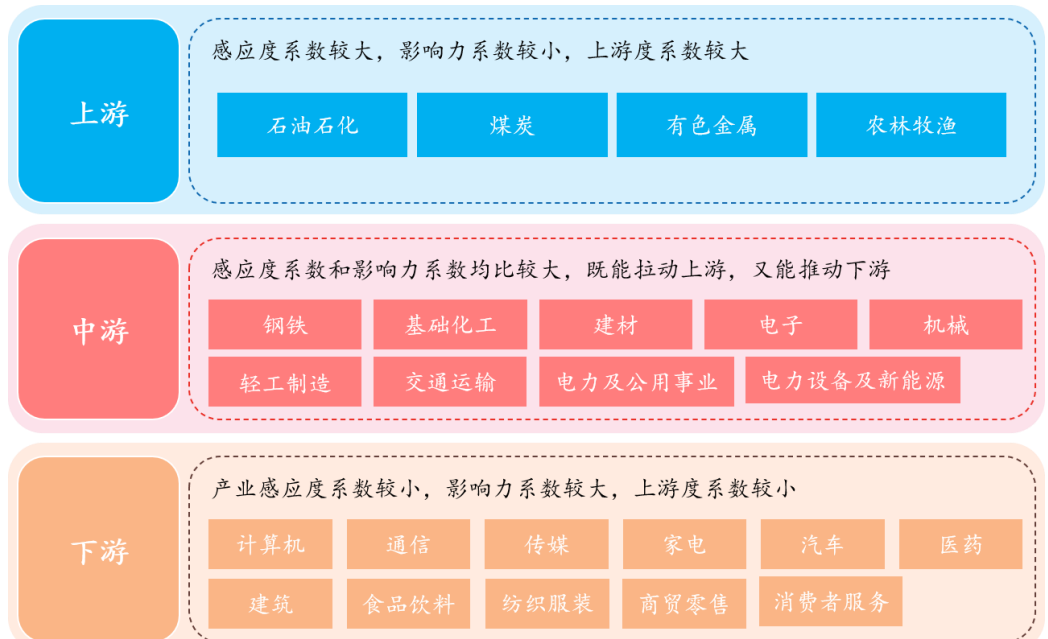 上游
感应度系数较大，影响力系数较小，上游度系数较大
石油石化 煤炭 有色金属 农林牧渔
中游
感应度系数和影响力系数均比较大，既能拉动上游，又能推动下游
钢铁 基础化工 建材 电子 机械
轻工制造 交通运输 电力及公用事业 电力设备及新能源
下游
产业感应度系数较小，影响力系数较大，上游度系数较小
计算机 通信 传媒 家电 汽车 医药
建筑 食品饮料 纺织服装 商贸零售 消费者服务